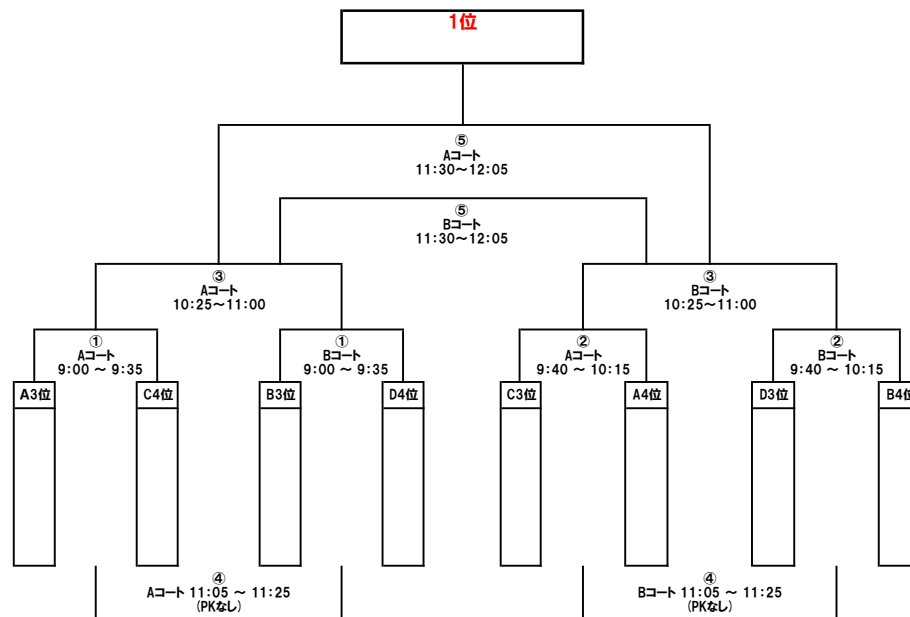 1位
⑤
Aコート
11:30～12:05
⑤
Bコート
11:30～12:05
③
Aコート
10:25～11:00
③
Bコート
10:25～11:00
①
Aコート
9:00 ～ 9:35
①
Bコート
9:00 ～ 9:35
②
Aコート
9:40 ～ 10:15
②
Bコート
9:40 ～ 10:15
A3位
C4位
B3位
D4位
C3位
A4位
D3位
B4位
④
Aコート 11:05 ～ 11:25
(PKなし)
④
Bコート 11:05 ～ 11:25
(PKなし)